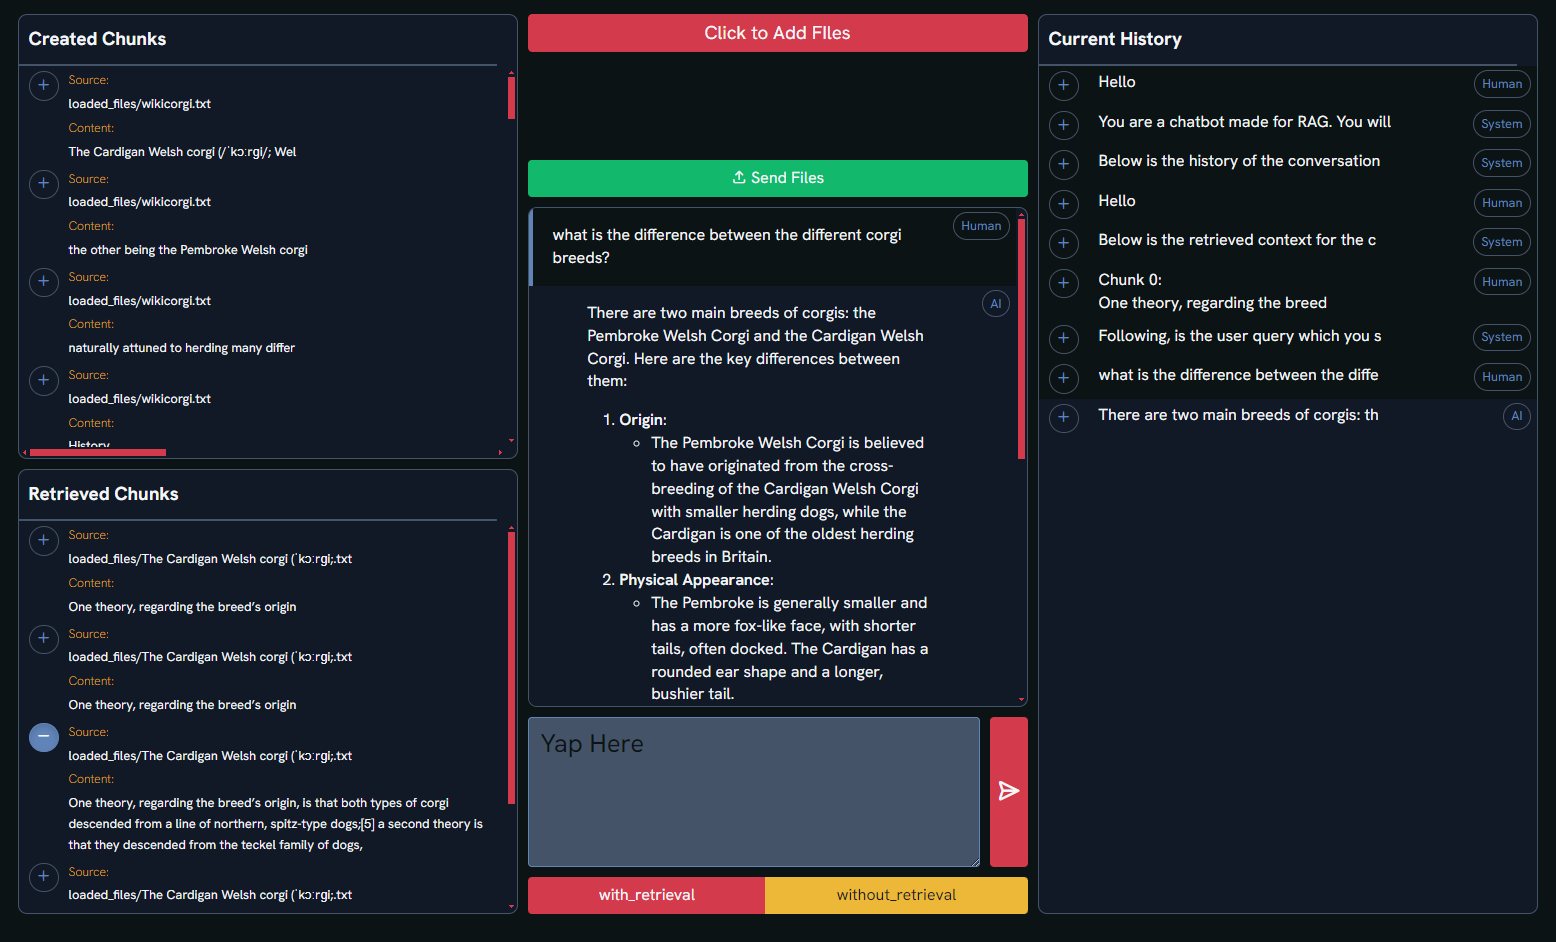 Created Chunks
+
Source:
loaded_files/wikicorgi.txt
Content:
The Cardigan Welsh corgi (/ˈkɔːrɡi/; Wel
+
Source:
loaded_files/wikicorgi.txt
Content:
the other being the Pembroke Welsh corgi
+
Source:
loaded_files/wikicorgi.txt
Content:
naturally attuned to herding many differ
+
Source:
loaded_files/wikicorgi.txt
Content:
History
Retrieved Chunks
+
Source:
loaded_files/The Cardigan Welsh corgi (ˈkɔːrɡi;.txt
Content:
One theory, regarding the breed’s origin
+
Source:
loaded_files/The Cardigan Welsh corgi (ˈkɔːrɡi;.txt
Content:
One theory, regarding the breed’s origin
−
Source:
loaded_files/The Cardigan Welsh corgi (ˈkɔːrɡi;.txt
Content:
One theory, regarding the breed’s origin, is that both types of corgi
descended from a line of northern, spitz-type dogs;[5] a second theory is
that they descended from the teckel family of dogs,
+
Source:
loaded_files/The Cardigan Welsh corgi (ˈkɔːrɡi;.txt
Click to Add FIles
Send Files
what is the difference between the different corgi
breeds?
Human
There are two main breeds of corgis: the
Pembroke Welsh Corgi and the Cardigan Welsh
Corgi. Here are the key differences between
them:
AI
1. Origin:
◦ The Pembroke Welsh Corgi is believed
to have originated from the cross-
breeding of the Cardigan Welsh Corgi
with smaller herding dogs, while the
Cardigan is one of the oldest herding
breeds in Britain.
2. Physical Appearance:
◦ The Pembroke is generally smaller and
has a more fox-like face, with shorter
tails, often docked. The Cardigan has a
rounded ear shape and a longer,
bushier tail.
Yap Here
with_retrieval
without_retrieval
Current History
+ Hello Human
+ You are a chatbot made for RAG. You will System
+ Below is the history of the conversation System
+ Hello Human
+ Below is the retrieved context for the c System
+ Chunk 0: Human
One theory, regarding the breed
+ Following, is the user query which you s System
+ what is the difference between the diffe Human
+ There are two main breeds of corgis: th AI